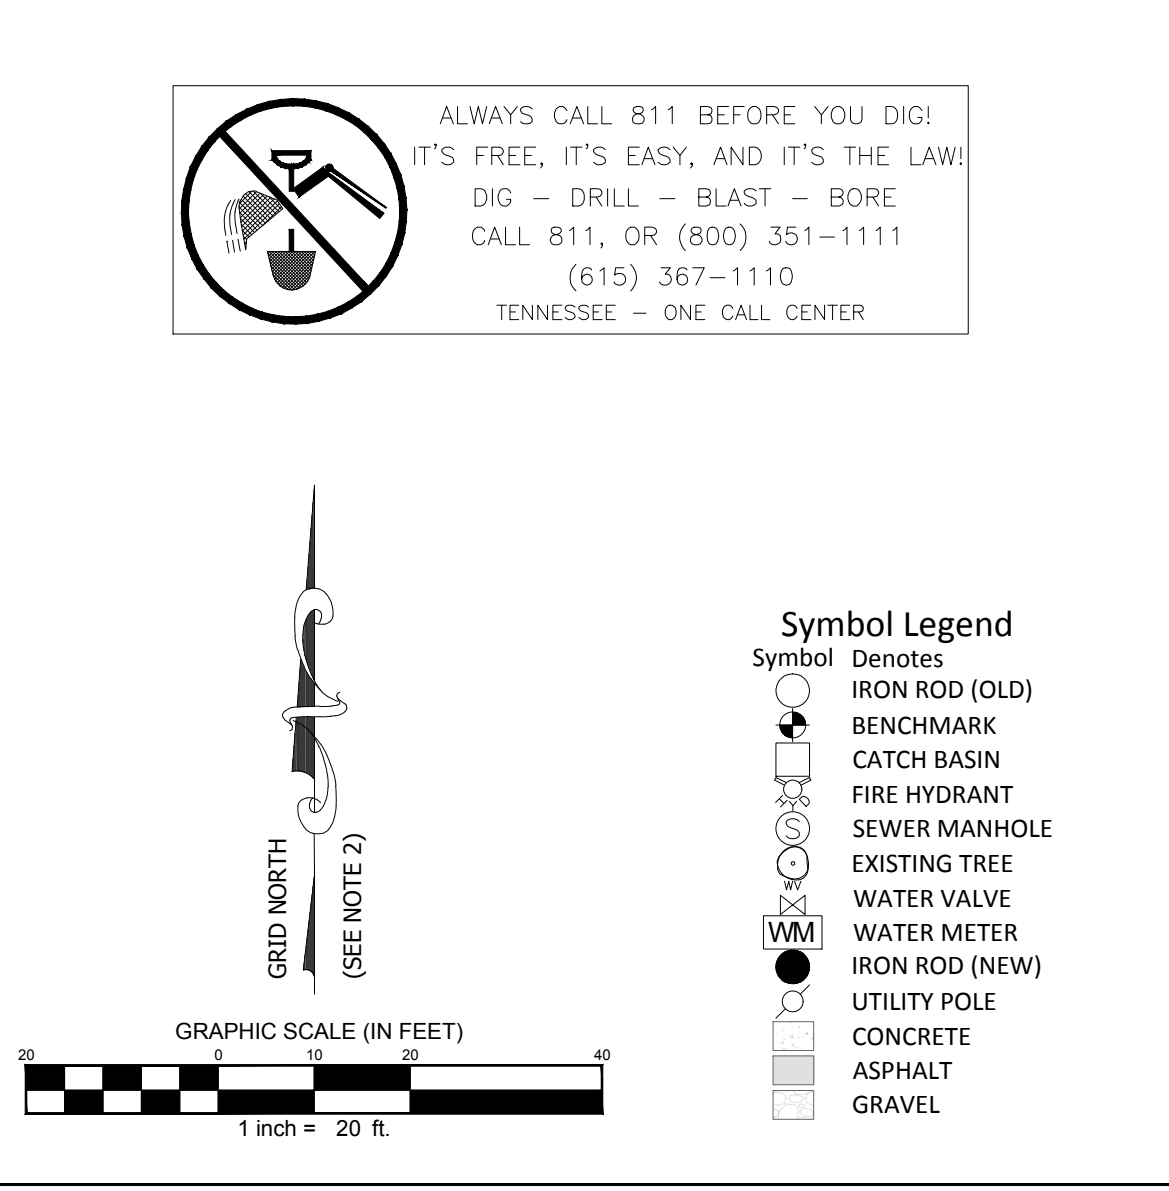 ALWAYS CALL 811 BEFORE YOU DIG!
IT'S FREE, IT'S EASY, AND IT'S THE LAW!
DIG – DRILL – BLAST – BORE
CALL 811, OR (800) 351–1111
(615) 367–1110
TENNESSEE – ONE CALL CENTER
GRID NORTH
(SEE NOTE 2)
GRAPHIC SCALE (IN FEET)
20 0 10 20 40
1 inch = 20 ft.
Symbol Legend
Symbol Denotes
IRON ROD (OLD)
BENCHMARK
CATCH BASIN
HYD FIRE HYDRANT
S SEWER MANHOLE
EXISTING TREE
WV WATER VALVE
WM WATER METER
IRON ROD (NEW)
UTILITY POLE
CONCRETE
ASPHALT
GRAVEL